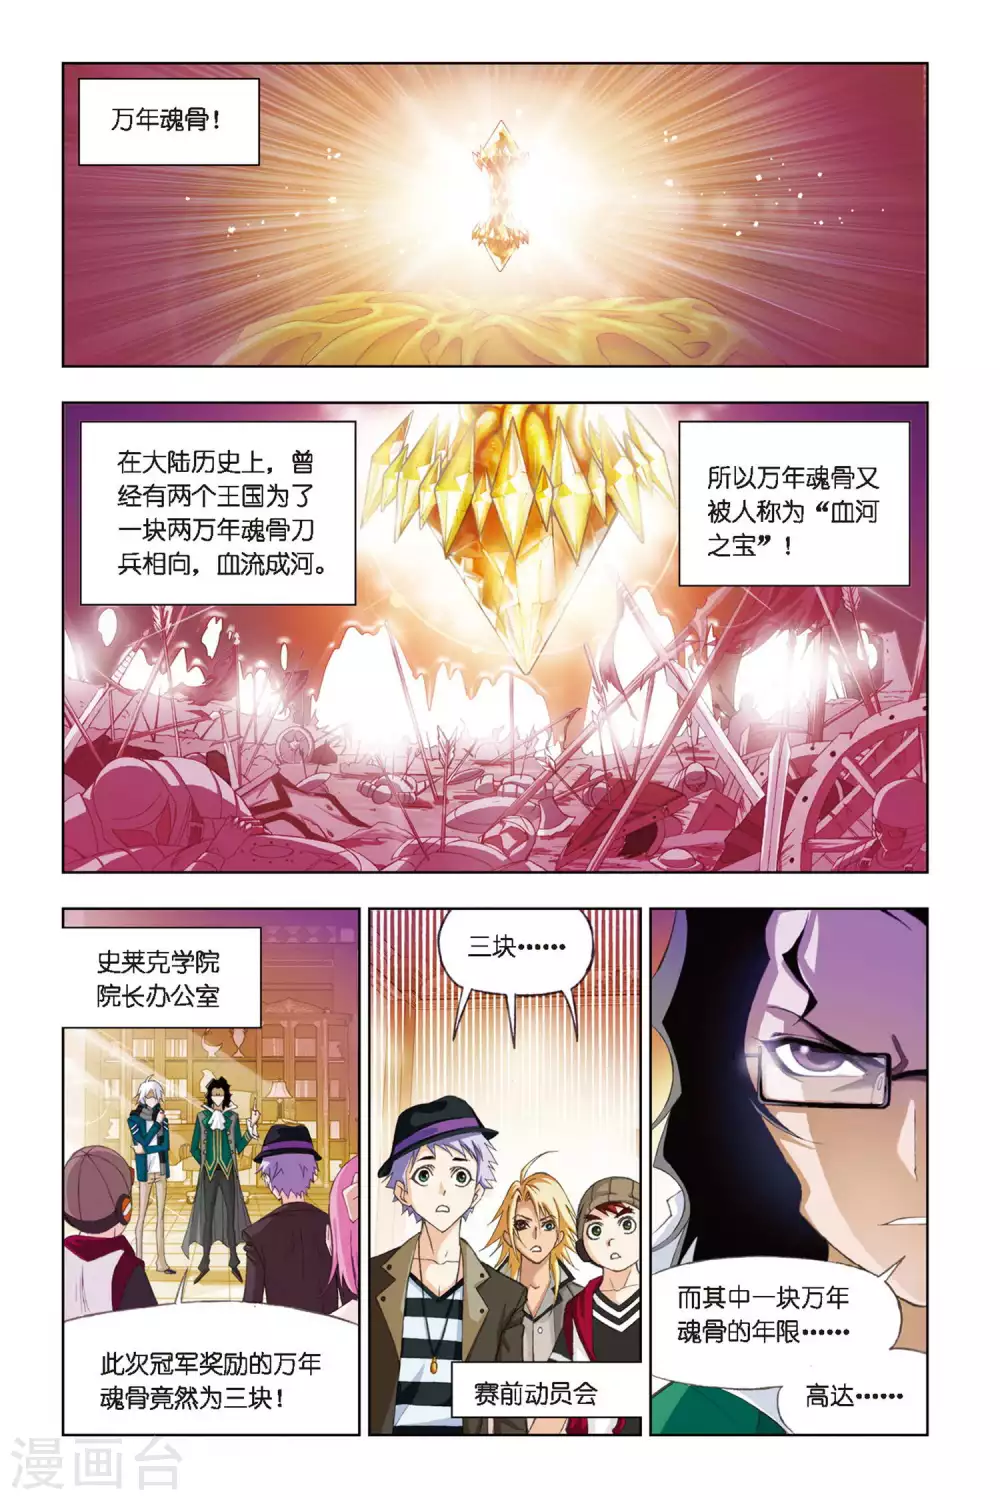 万年魂骨！
在大陆历史上，曾
经有两个王国为了
一块两万年魂骨刀
兵相向，血流成河。
所以万年魂骨又
被人称为“血河
之宝”！
史莱克学院
院长办公室
此次冠军奖励的万年
魂骨竟然为三块！
三块……
赛前动员会
而其中一块万年
魂骨的年限……
高达……
漫画台